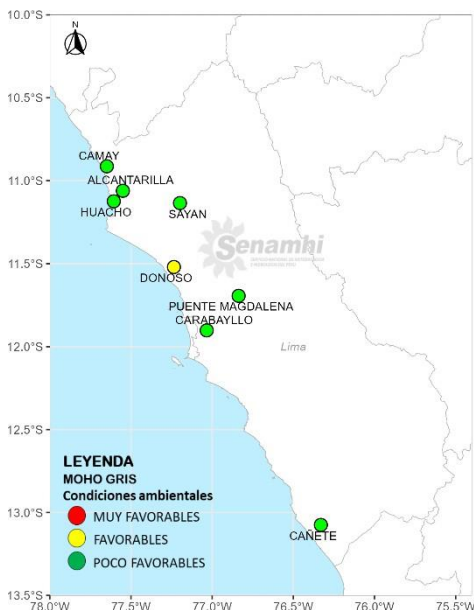 10.0°S
N
10.5°S
CAMAY
11.0°S
ALCANTARILLA
HUACHO
SAYAN
Senamhi
11.5°S
DONOSO
PUENTE MAGDALENA
CARABAYLLO
12.0°S
Lima
12.5°S
LEYENDA
MOHO GRIS
Condiciones ambientales
MUY FAVORABLES
FAVORABLES
POCO FAVORABLES
13.0°S
CAÑETE
13.5°S
78.0°W 77.5°W 77.0°W 76.5°W 76.0°W